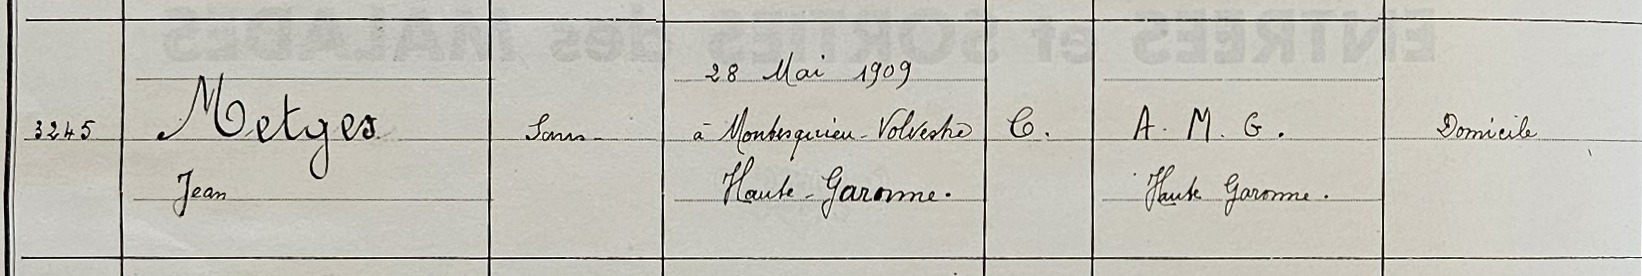 ENTRÉES et SORTIES des MALADES
3245
Metges
Jean
Sans -
28 Mai 1909
à Montesquieu-Volvestre
Haute-Garonne.
C.
A. M. G.
Haute Garonne.
Domicile